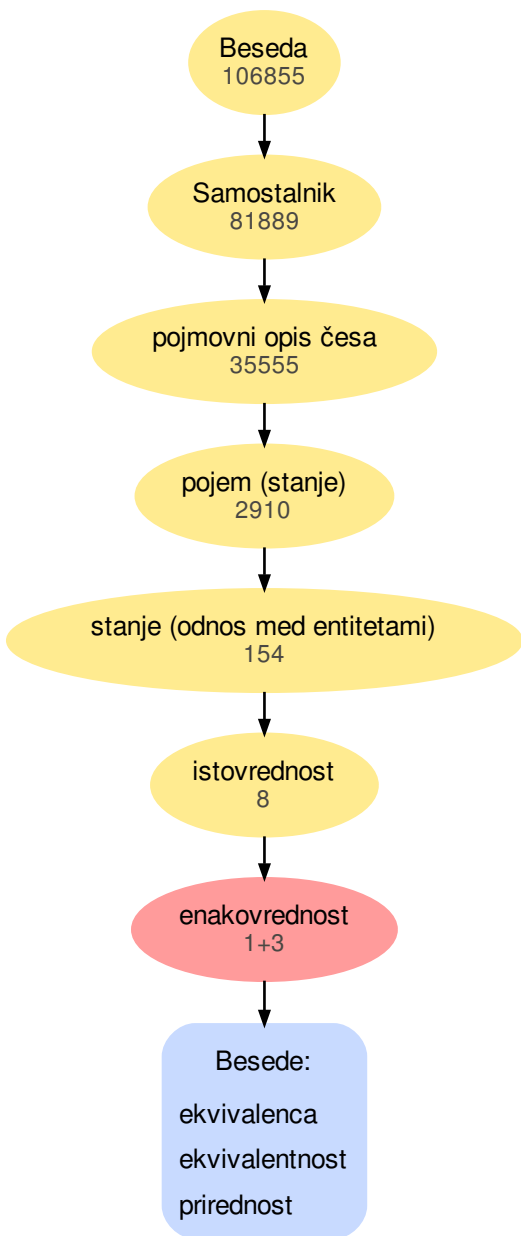 Beseda
106855
Samostalnik
81889
pojmovni opis česa
35555
pojem (stanje)
2910
stanje (odnos med entitetami)
154
istovrednost
8
enakovrednost
1+3
Besede:
ekvivalenca
ekvivalentnost
prirednost